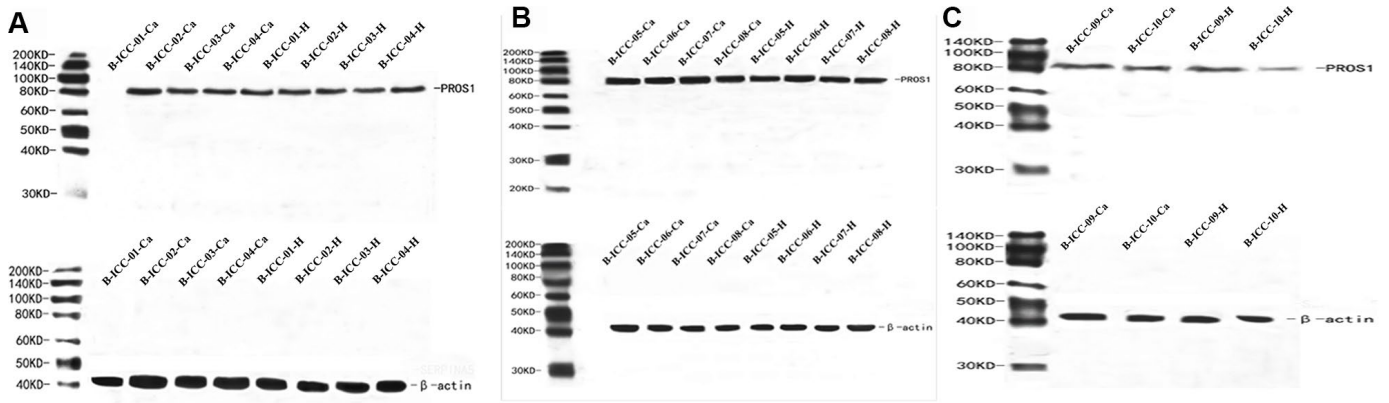 A
B-ICC-01-Ca
B-ICC-02-Ca
B-ICC-03-Ca
B-ICC-04-Ca
B-ICC-01-H
B-ICC-02-H
B-ICC-03-H
B-ICC-04-H
200KD-
140KD-
100KD-
80KD-
60KD-
50KD-
40KD-
30KD-
-PROS1
B-ICC-01-Ca
B-ICC-02-Ca
B-ICC-03-Ca
B-ICC-04-Ca
B-ICC-01-H
B-ICC-02-H
B-ICC-03-H
B-ICC-04-H
200KD-
140KD-
100KD-
80KD-
60KD-
50KD-
40KD-
SERPINA5
-β-actin
B
B-ICC-05-Ca
B-ICC-06-Ca
B-ICC-07-Ca
B-ICC-08-Ca
B-ICC-05-H
B-ICC-06-H
B-ICC-07-H
B-ICC-08-H
200KD-
140KD-
100KD-
80KD-
60KD-
50KD-
40KD-
30KD-
20KD-
-PROS1
B-ICC-05-Ca
B-ICC-06-Ca
B-ICC-07-Ca
B-ICC-08-Ca
B-ICC-05-H
B-ICC-06-H
B-ICC-07-H
B-ICC-08-H
200KD-
140KD-
100KD-
80KD-
60KD-
50KD-
40KD-
30KD-
-β-actin
C
B-ICC-09-Ca
B-ICC-10-Ca
B-ICC-09-H
B-ICC-10-H
140KD-
100KD-
80KD-
60KD-
50KD-
40KD-
30KD-
-PROS1
B-ICC-09-Ca
B-ICC-10-Ca
B-ICC-09-H
B-ICC-10-H
140KD-
100KD-
80KD-
60KD-
50KD-
40KD-
30KD-
-β-actin